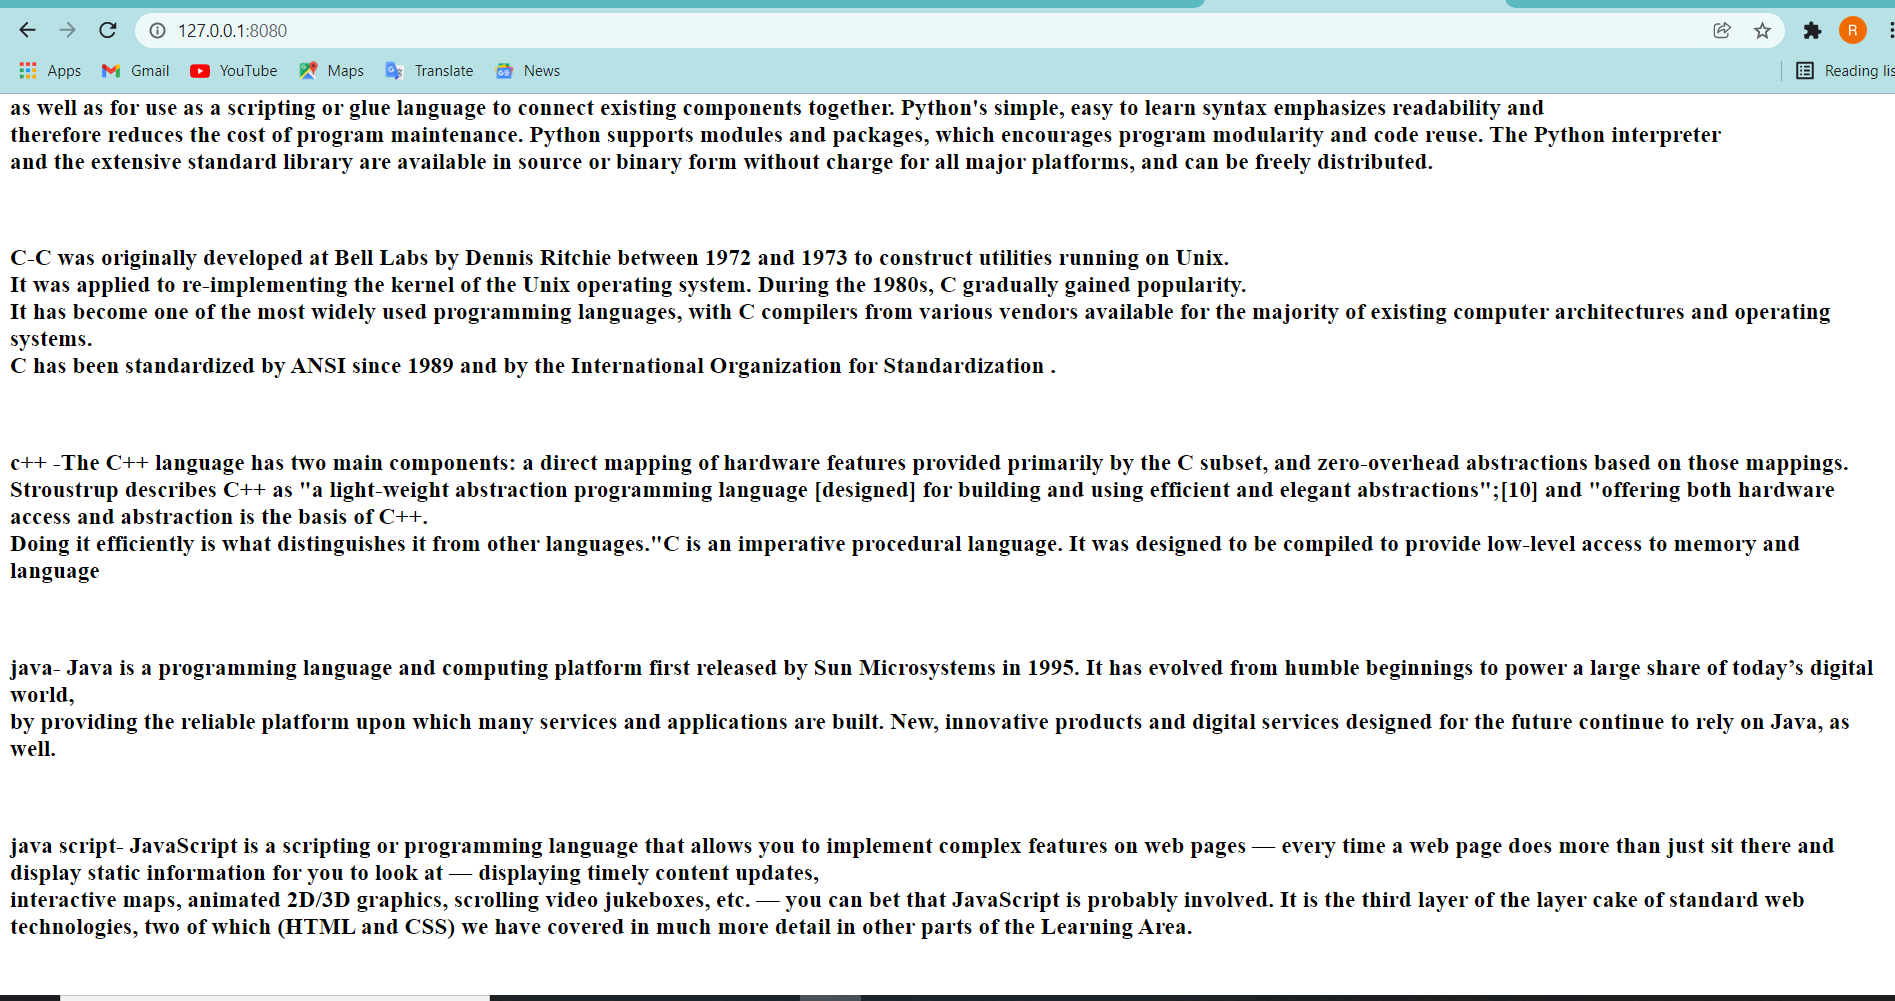 127.0.0.1:8080
R
Apps
Gmail
YouTube
Maps
Translate
News
Reading lis
as well as for use as a scripting or glue language to connect existing components together. Python's simple, easy to learn syntax emphasizes readability and
therefore reduces the cost of program maintenance. Python supports modules and packages, which encourages program modularity and code reuse. The Python interpreter
and the extensive standard library are available in source or binary form without charge for all major platforms, and can be freely distributed.
C-C was originally developed at Bell Labs by Dennis Ritchie between 1972 and 1973 to construct utilities running on Unix.
It was applied to re-implementing the kernel of the Unix operating system. During the 1980s, C gradually gained popularity.
It has become one of the most widely used programming languages, with C compilers from various vendors available for the majority of existing computer architectures and operating
systems.
C has been standardized by ANSI since 1989 and by the International Organization for Standardization .
c++ -The C++ language has two main components: a direct mapping of hardware features provided primarily by the C subset, and zero-overhead abstractions based on those mappings.
Stroustrup describes C++ as "a light-weight abstraction programming language [designed] for building and using efficient and elegant abstractions";[10] and "offering both hardware
access and abstraction is the basis of C++.
Doing it efficiently is what distinguishes it from other languages."C is an imperative procedural language. It was designed to be compiled to provide low-level access to memory and
language
java- Java is a programming language and computing platform first released by Sun Microsystems in 1995. It has evolved from humble beginnings to power a large share of today’s digital
world,
by providing the reliable platform upon which many services and applications are built. New, innovative products and digital services designed for the future continue to rely on Java, as
well.
java script- JavaScript is a scripting or programming language that allows you to implement complex features on web pages — every time a web page does more than just sit there and
display static information for you to look at — displaying timely content updates,
interactive maps, animated 2D/3D graphics, scrolling video jukeboxes, etc. — you can bet that JavaScript is probably involved. It is the third layer of the layer cake of standard web
technologies, two of which (HTML and CSS) we have covered in much more detail in other parts of the Learning Area.